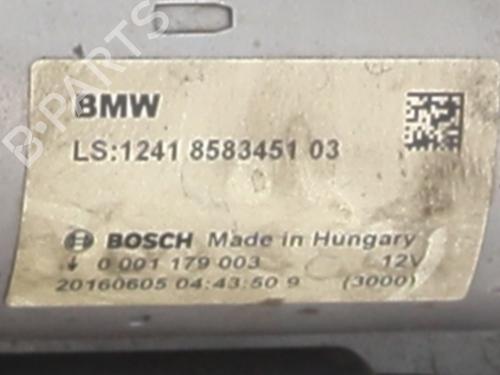 B-PARTS
BMW
LS:1241 8583451 03
BOSCH Made in Hungary
0 001 179 003 12V
20160605 04:43:50 9 (3000)